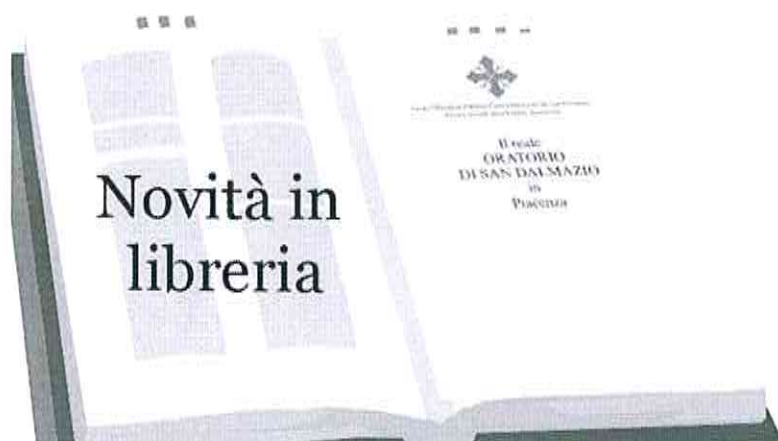 Novità in
libreria
Il reale
ORATORIO
DI SAN DALMAZIO
in
Piacenza